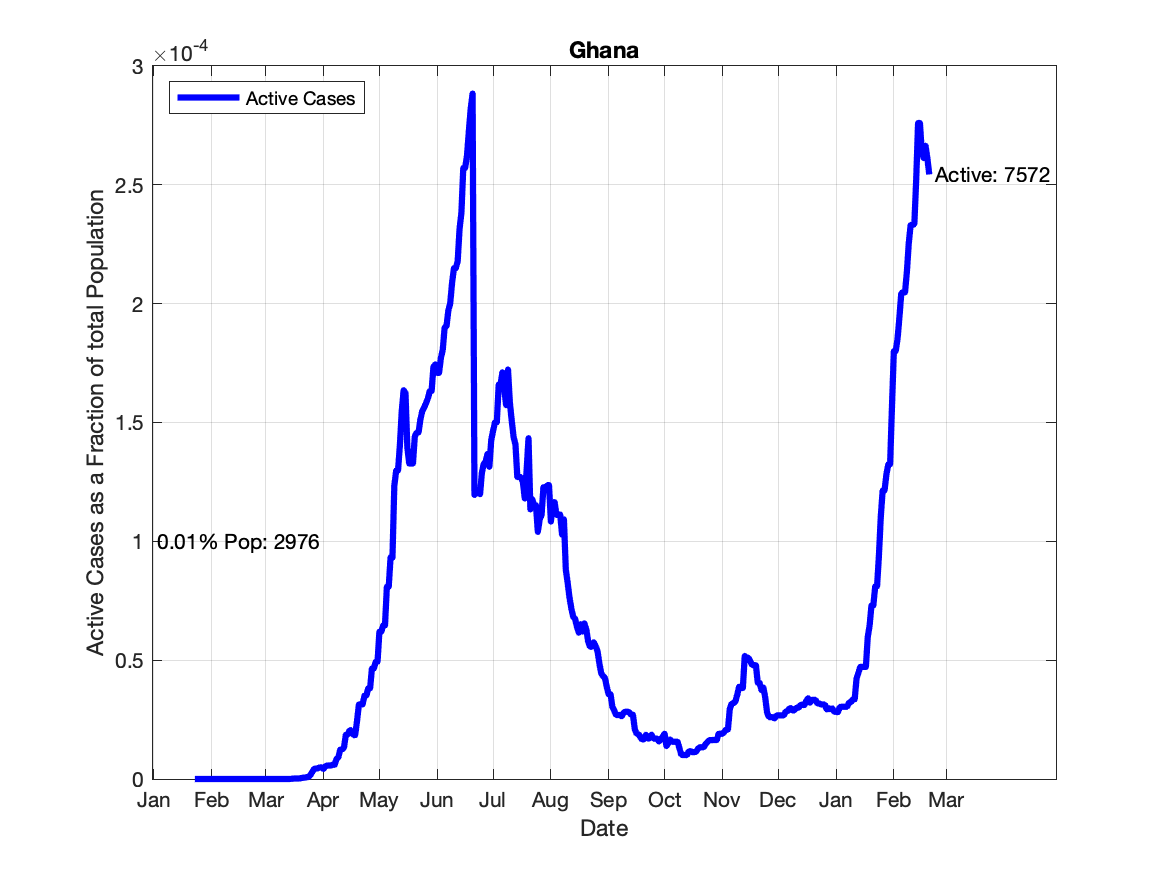 Ghana
×10-4
3
Active Cases
2.5
Active: 7572
2
1.5
1
0.01% Pop: 2976
0.5
0
Active Cases as a Fraction of total Population
Jan Feb Mar Apr May Jun Jul Aug Sep Oct Nov Dec Jan Feb Mar
Date